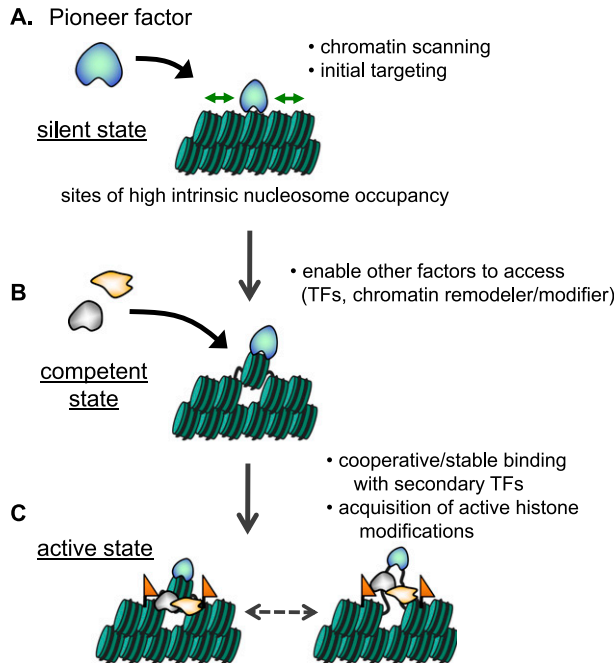 A. Pioneer factor
• chromatin scanning
• initial targeting
silent state
sites of high intrinsic nucleosome occupancy
• enable other factors to access
(TFs, chromatin remodeler/modifier)
B
competent
state
• cooperative/stable binding
with secondary TFs
• acquisition of active histone
modifications
C
active state